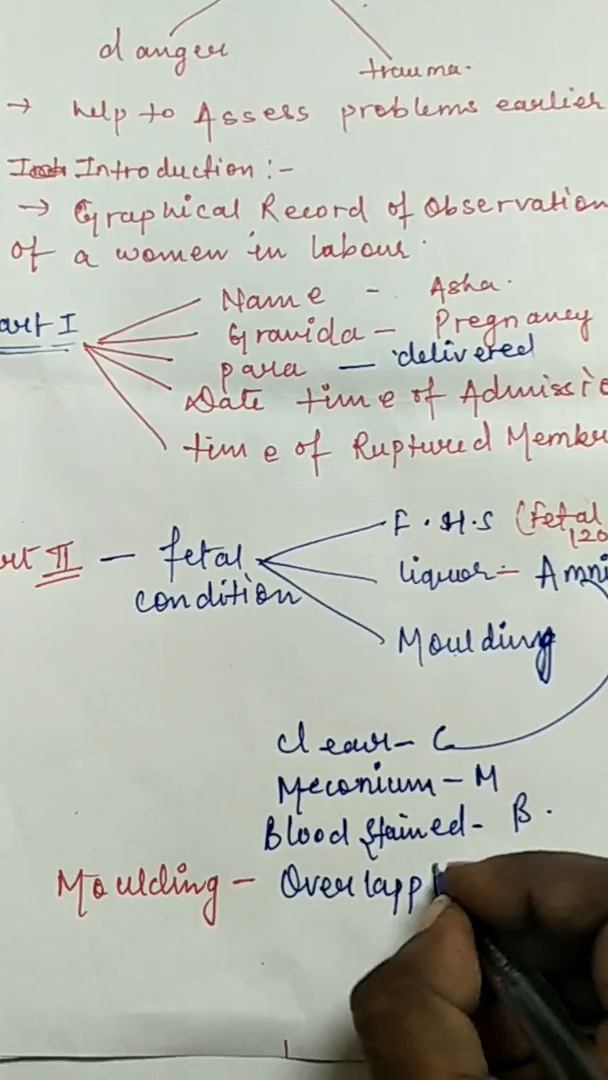 danger
trauma.
→ help to Assess problems earlier
Introduction :-
→ Graphical Record of Observation
of a women in labour.
art I
Name - Asha.
Gravida - Pregnancy
para - delivered
Date time of Admissio
time of Ruptured Membr
rt II - fetal condition
F.H.S (Fetal
120
liquor = Amni
Moulding
Clear - C
Meconium - M
Blood stained - B.
Moulding - Overlapp